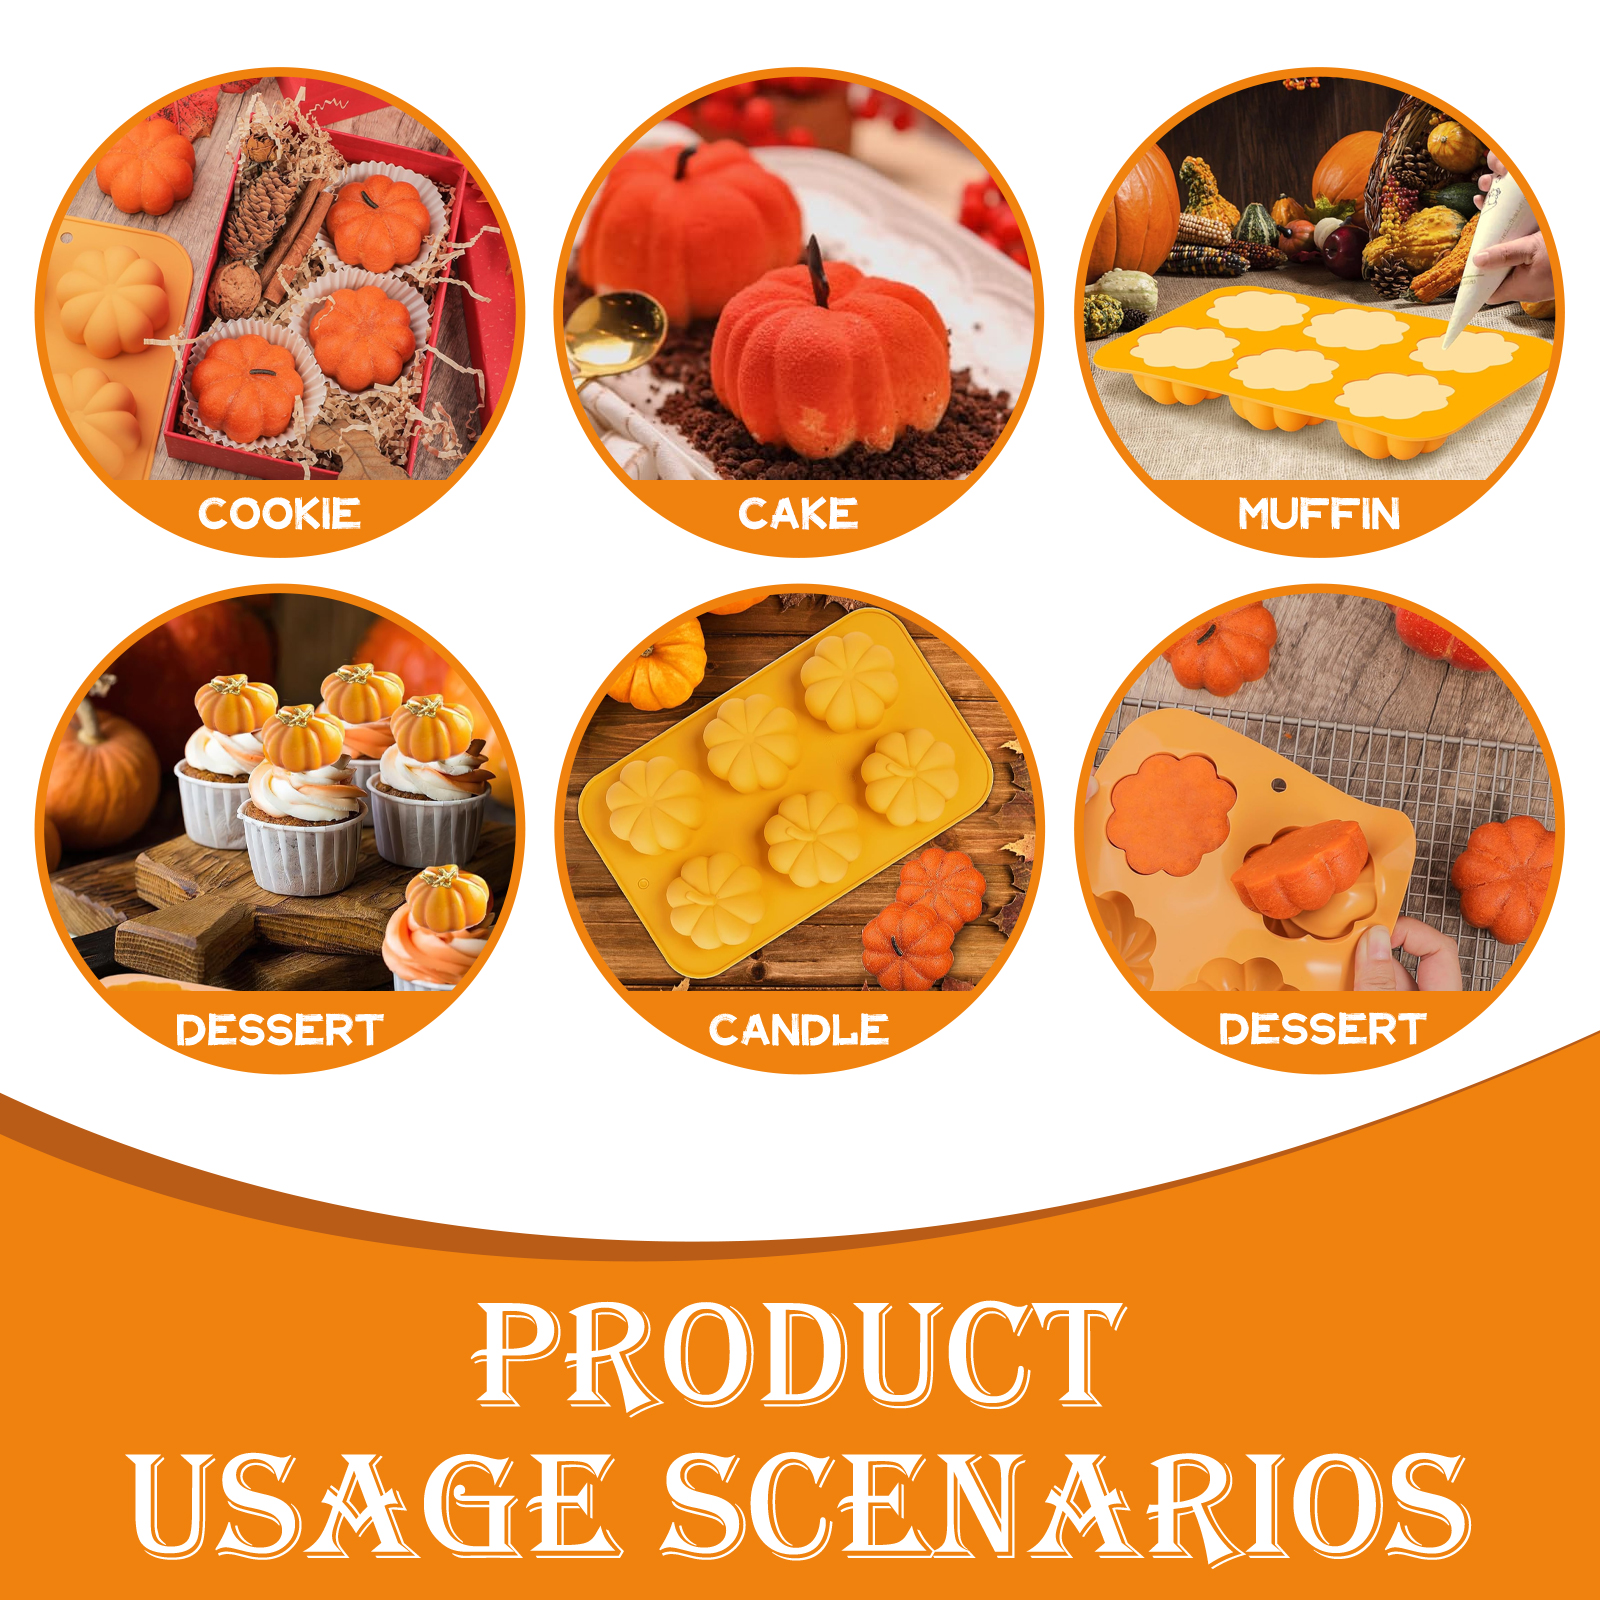 COOKIE
CAKE
MUFFIN
DESSERT
CANDLE
DESSERT
PRODUCT
USAGE SCENARIOS